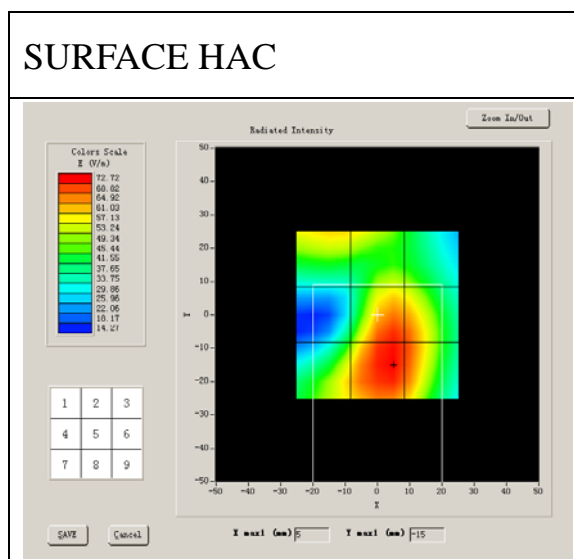 SURFACE HAC
Zoom In/Out
Radiated Intensity
Colors Scale
E (V/m)
72.72
68.82
64.92
61.03
57.13
53.24
49.34
45.44
41.55
37.65
33.75
29.86
25.96
22.06
18.17
14.27
50
40
30
20
10
0
-10
-20
-30
-40
-50
Y
-50 -40 -30 -20 -10 0 10 20 30 40 50
X
1 2 3
4 5 6
7 8 9
SAVE Cancel
X max1 (mm) 5 Y max1 (mm) -15